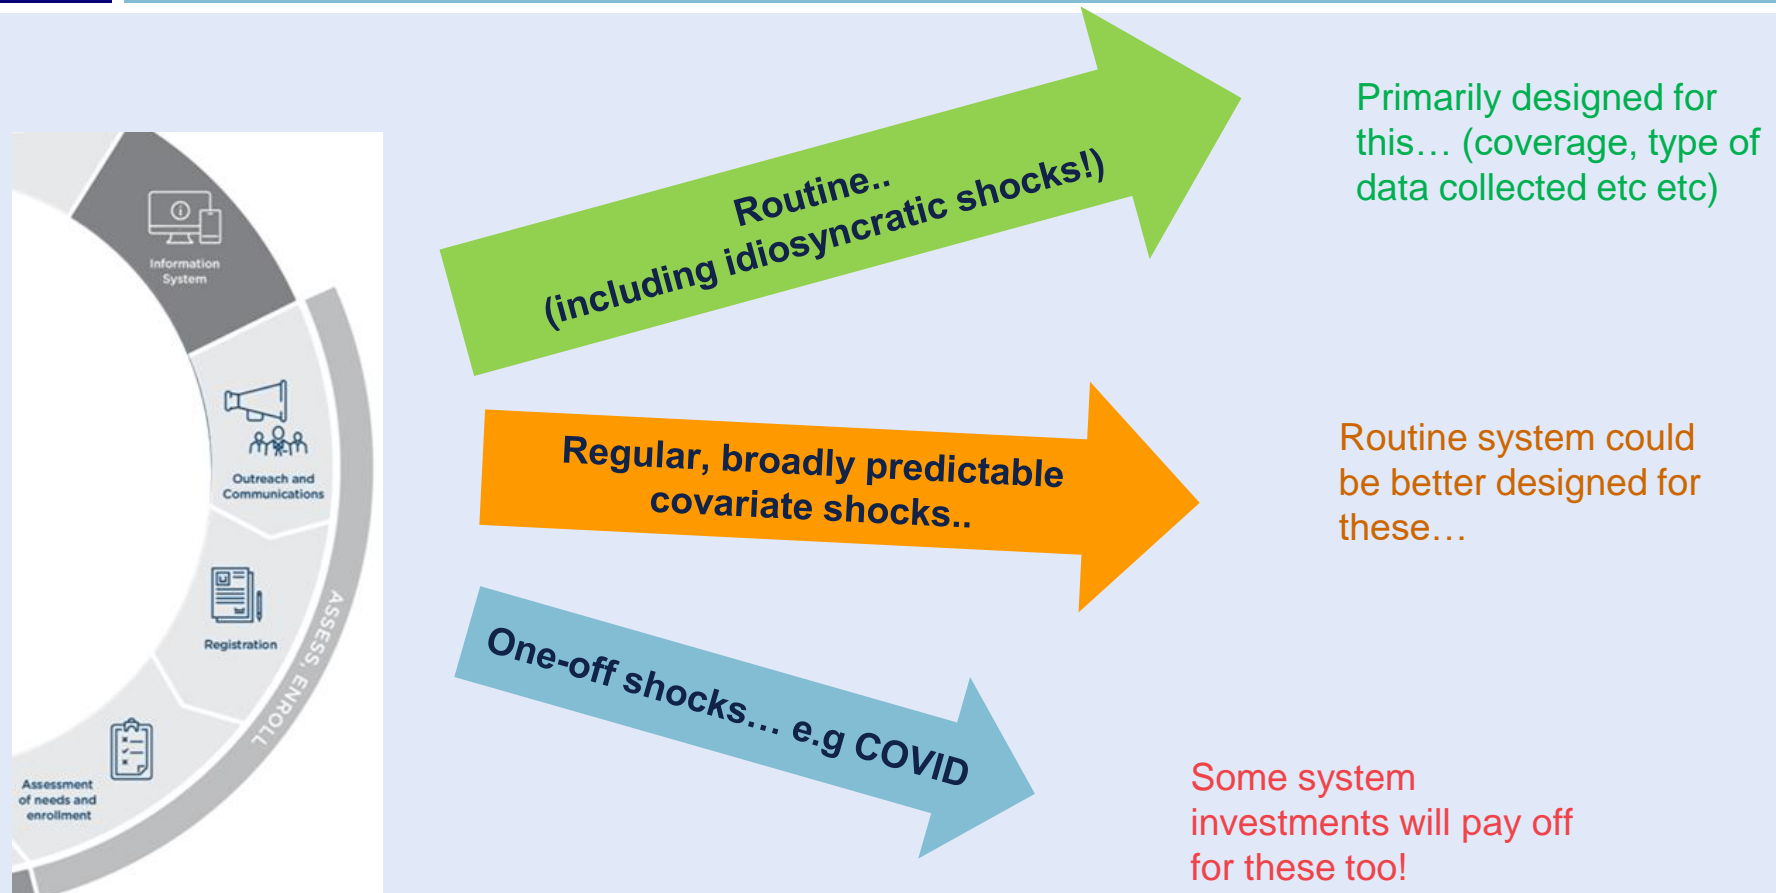 Information
System
Outreach and
Communications
Registration
Assessment
of needs and
enrollment
ASSESS, ENROLL
Routine..
(including idiosyncratic shocks!)
Primarily designed for
this… (coverage, type of
data collected etc etc)
Regular, broadly predictable
covariate shocks..
Routine system could
be better designed for
these…
One-off shocks… e.g COVID
Some system
investments will pay off
for these too!